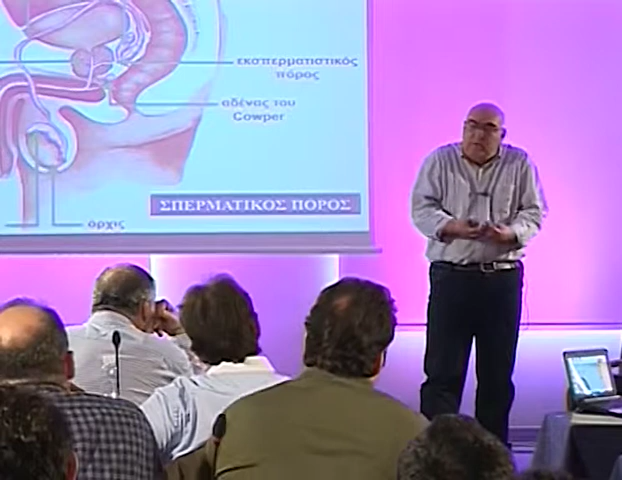 εκσπερματιστικός
πόρος
αδένας του
Cowper
ΣΠΕΡΜΑΤΙΚΟΣ ΠΟΡΟΣ
όρχις